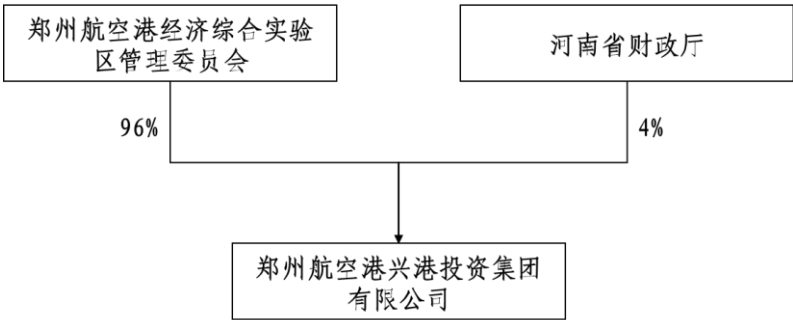 郑州航空港经济综合实验
区管理委员会
河南省财政厅
96%
4%
郑州航空港兴港投资集团
有限公司